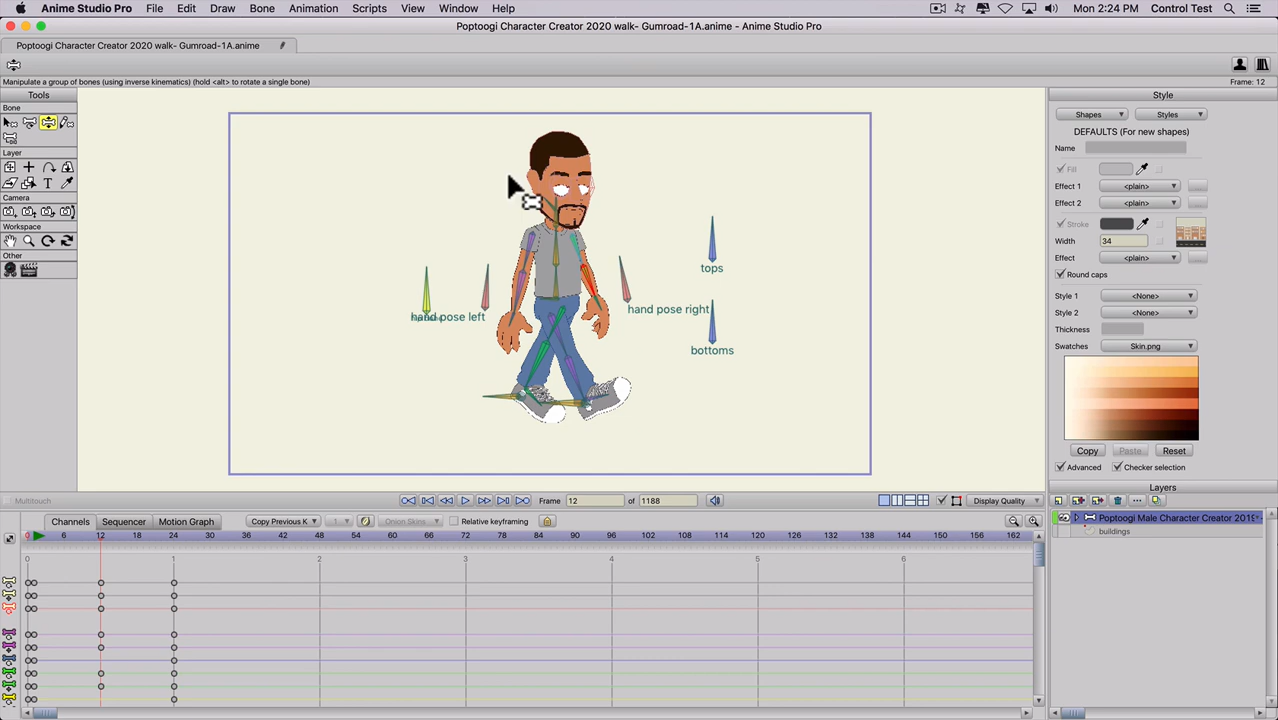 Anime Studio Pro File Edit Draw Bone Animation Scripts View Window Help Mon 2:24 PM Control Test
Poptoogi Character Creator 2020 walk- Gumroad-1A.anime - Anime Studio Pro
Poptoogi Character Creator 2020 walk- Gumroad-1A.anime
Manipulate a group of bones (using inverse kinematics) (hold <alt> to rotate a single bone) Frame: 12
Tools
Bone
Layer
Camera
Workspace
Other
tops
hand pose left
hand pose right
bottoms
Style
Shapes Styles
DEFAULTS (For new shapes)
Name
Fill
Effect 1 <plain> ...
Effect 2 <plain> ...
Stroke
Width 34
Effect <plain> ...
Round caps
Style 1 <None>
Style 2 <None>
Thickness
Swatches Skin.png
Copy Paste Reset
Advanced Checker selection
Multitouch Frame 12 of 1188 Display Quality
Layers
Channels Sequencer Motion Graph Copy Previous K 1 Onion Skins Relative keyframing
Poptoogi Male Character Creator 2019
buildings
0 6 12 18 24 30 36 42 48 54 60 66 72 78 84 90 96 102 108 114 120 126 132 138 144 150 156 162
0 1 2 3 4 5 6